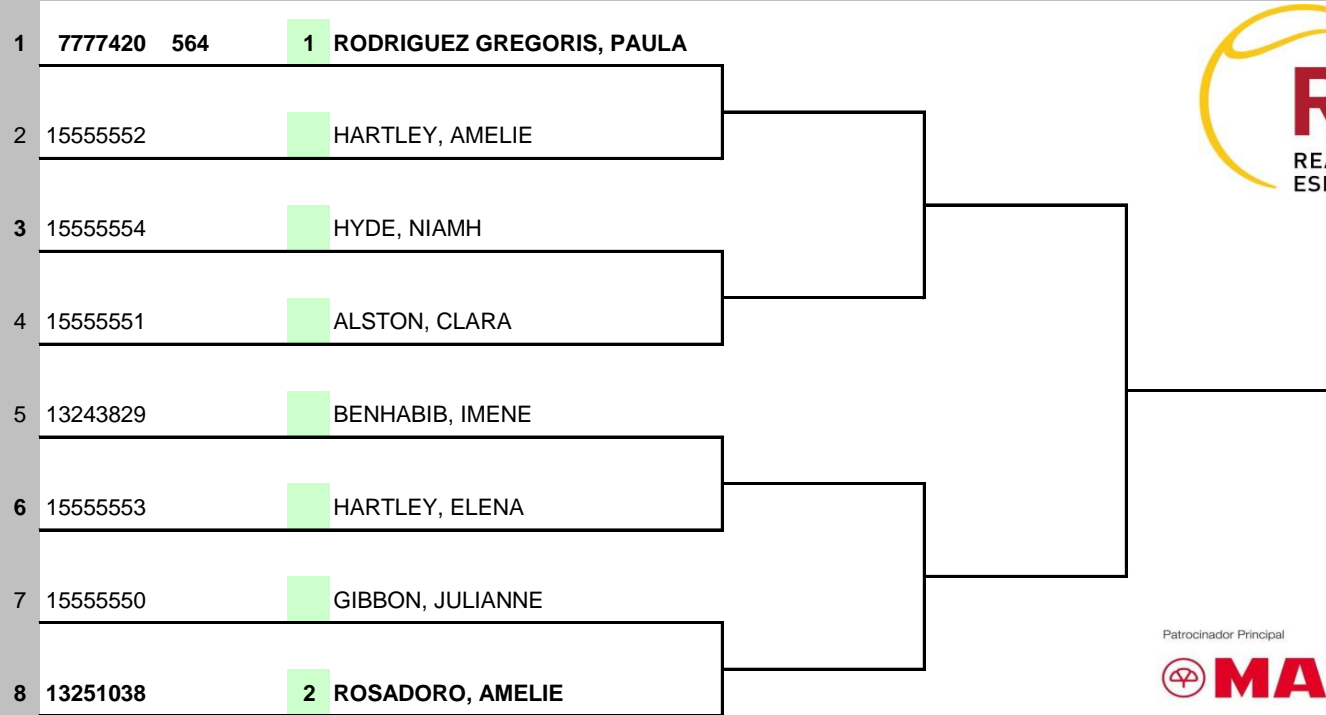 1 7777420 564 1 RODRIGUEZ GREGORIS, PAULA
2 15555552 HARTLEY, AMELIE
3 15555554 HYDE, NIAMH
4 15555551 ALSTON, CLARA
5 13243829 BENHABIB, IMENE
6 15555553 HARTLEY, ELENA
7 15555550 GIBBON, JULIANNE
Patrocinador Principal
MA
8 13251038 2 ROSADORO, AMELIE